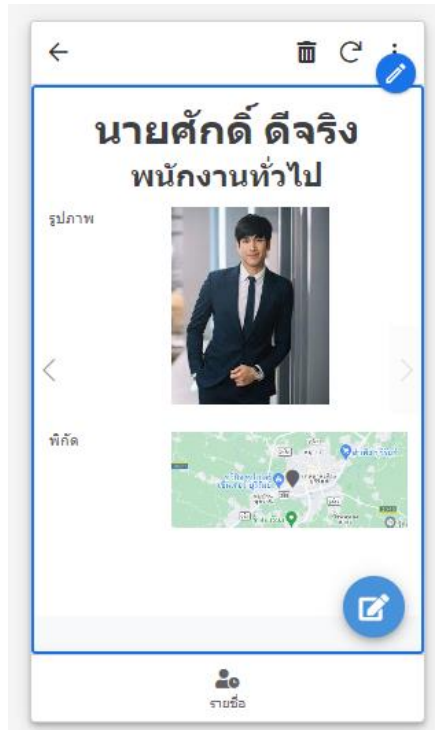 นายศักดิ์ ดีจริง
พนักงานทั่วไป
รูปภาพ
พิกัด
รายชื่อ